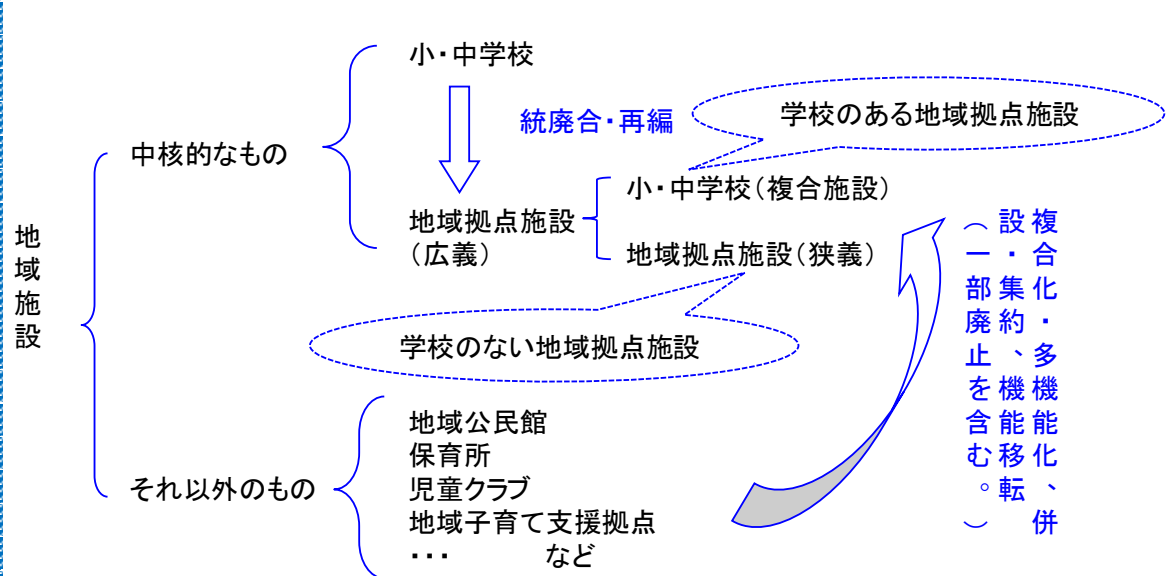 地域施設
中核的なもの
小・中学校
統廃合・再編
学校のある地域拠点施設
地域拠点施設
（広義）
小・中学校（複合施設）
地域拠点施設（狭義）
学校のない地域拠点施設
それ以外のもの
地域公民館
保育所
児童クラブ
地域子育て支援拠点
・・・　　　など
複合化・多機能化、併
設・集約、機能移転
（一部廃止を含む。）